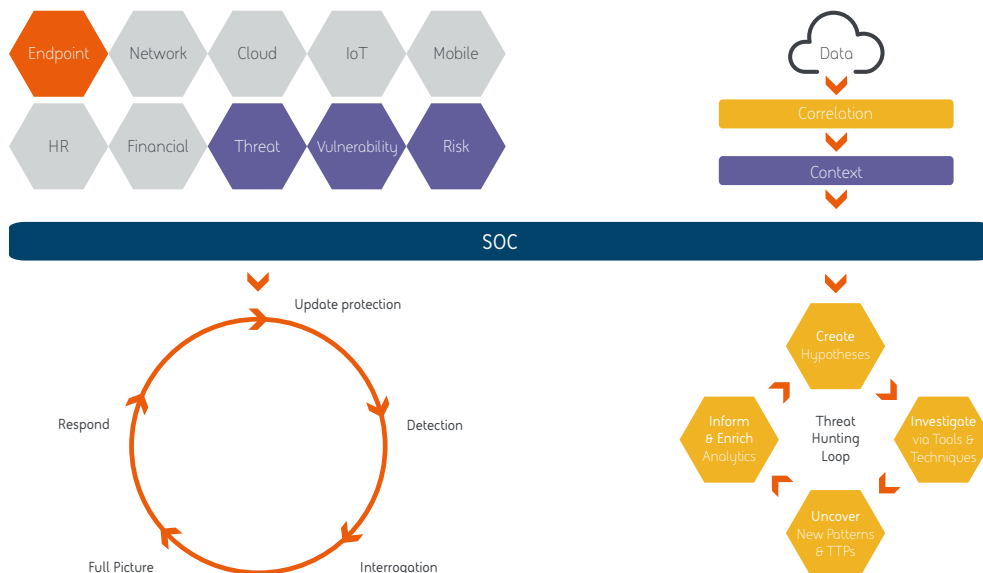 Endpoint
Network
Cloud
IoT
Mobile
HR
Financial
Threat
Vulnerability
Risk
Data
Correlation
Context
SOC
Update protection
Detection
Interrogation
Full Picture
Respond
Create
Hypotheses
Investigate
via Tools &
Techniques
Uncover
New Patterns
& TTPs
Inform
& Enrich
Analytics
Threat
Hunting
Loop